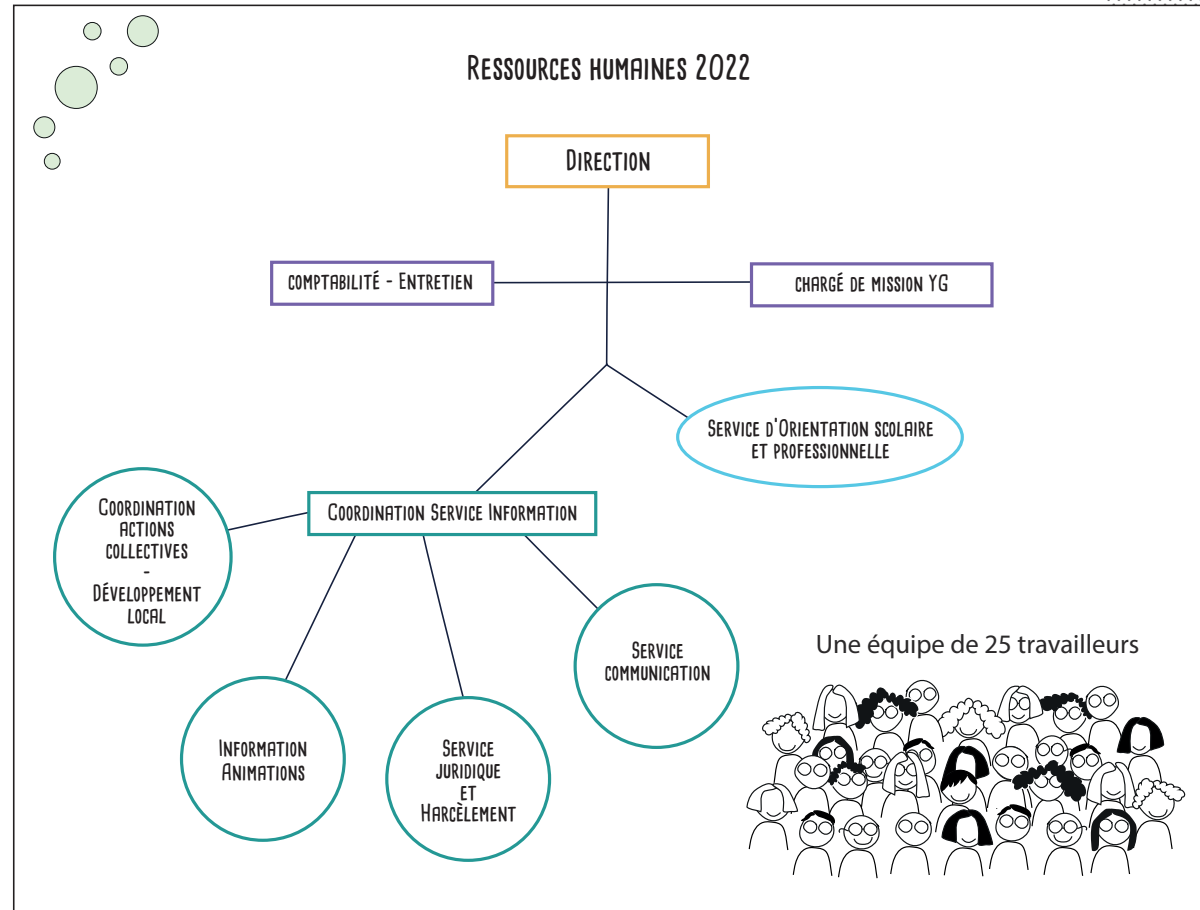 Ressources humaines 2022
Direction
comptabilité - Entretien
chargé de mission YG
Service d'Orientation scolaire
et professionnelle
Coordination Service Information
Coordination
actions
collectives
-
Développement
local
Service
communication
Information
Animations
Service
juridique
et
Harcèlement
Une équipe de 25 travailleurs